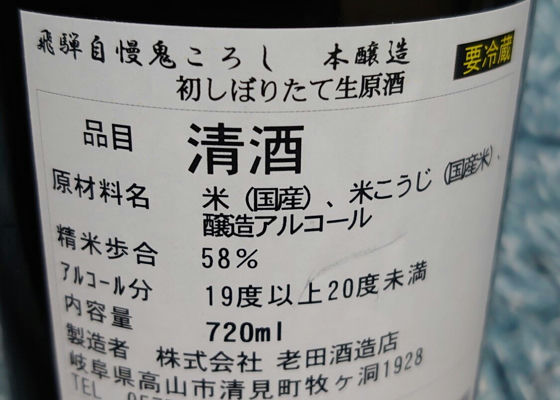 飛騨自慢鬼ころし 本醸造
要冷蔵
初しぼりたて生原酒
品目 清酒
原材料名 米(国産)、米こうじ(国産米)、
醸造アルコール
精米歩合 58%
アルコール分 19度以上20度未満
内容量 720ml
製造者 株式会社 老田酒造店
岐阜県高山市清見町牧ケ洞1928
TEL